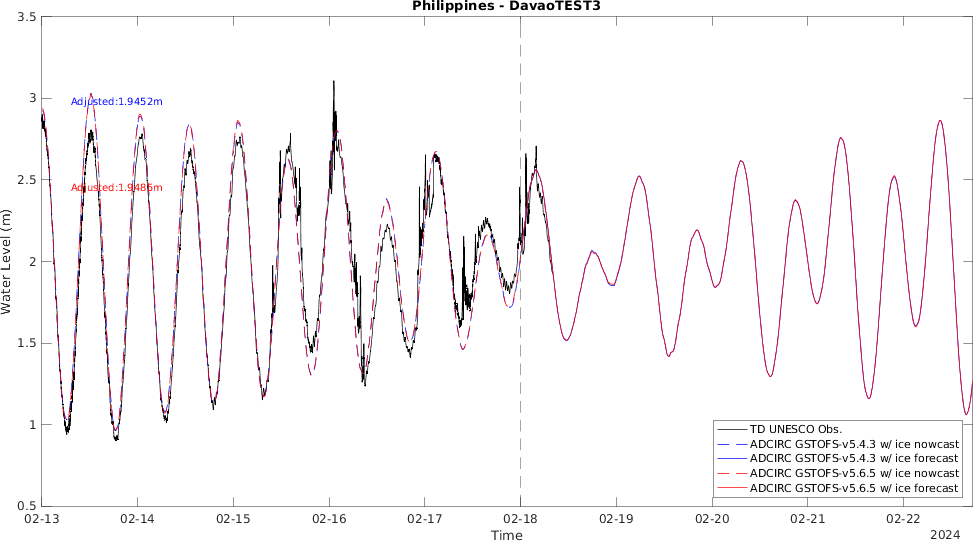 Philippines - DavaoTEST3
3.5
3
2.5
2
1.5
1
0.5
Water Level (m)
Adjusted:1.9452m
Adjusted:1.9486m
TD UNESCO Obs.
ADCIRC GSTOFS-v5.4.3 w/ ice nowcast
ADCIRC GSTOFS-v5.4.3 w/ ice forecast
ADCIRC GSTOFS-v5.6.5 w/ ice nowcast
ADCIRC GSTOFS-v5.6.5 w/ ice forecast
02-13 02-14 02-15 02-16 02-17 02-18 02-19 02-20 02-21 02-22
Time
2024